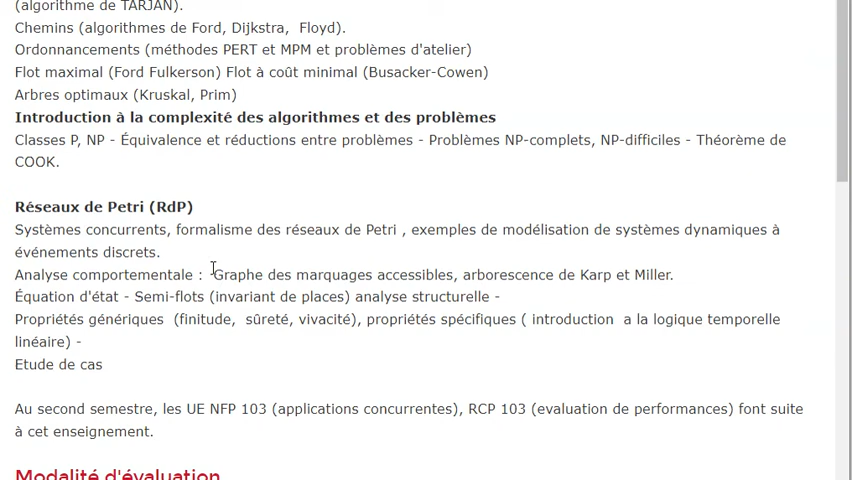 (algorithme de TARJAN).
Chemins (algorithmes de Ford, Dijkstra, Floyd).
Ordonnancements (méthodes PERT et MPM et problèmes d'atelier)
Flot maximal (Ford Fulkerson) Flot à coût minimal (Busacker-Cowen)
Arbres optimaux (Kruskal, Prim)
Introduction à la complexité des algorithmes et des problèmes
Classes P, NP - Équivalence et réductions entre problèmes - Problèmes NP-complets, NP-difficiles - Théorème de
COOK.
Réseaux de Petri (RdP)
Systèmes concurrents, formalisme des réseaux de Petri , exemples de modélisation de systèmes dynamiques à
événements discrets.
Analyse comportementale : Graphe des marquages accessibles, arborescence de Karp et Miller.
Équation d'état - Semi-flots (invariant de places) analyse structurelle -
Propriétés génériques (finitude, sûreté, vivacité), propriétés spécifiques ( introduction a la logique temporelle
linéaire) -
Etude de cas
Au second semestre, les UE NFP 103 (applications concurrentes), RCP 103 (evaluation de performances) font suite
à cet enseignement.
Modalité d'évaluation